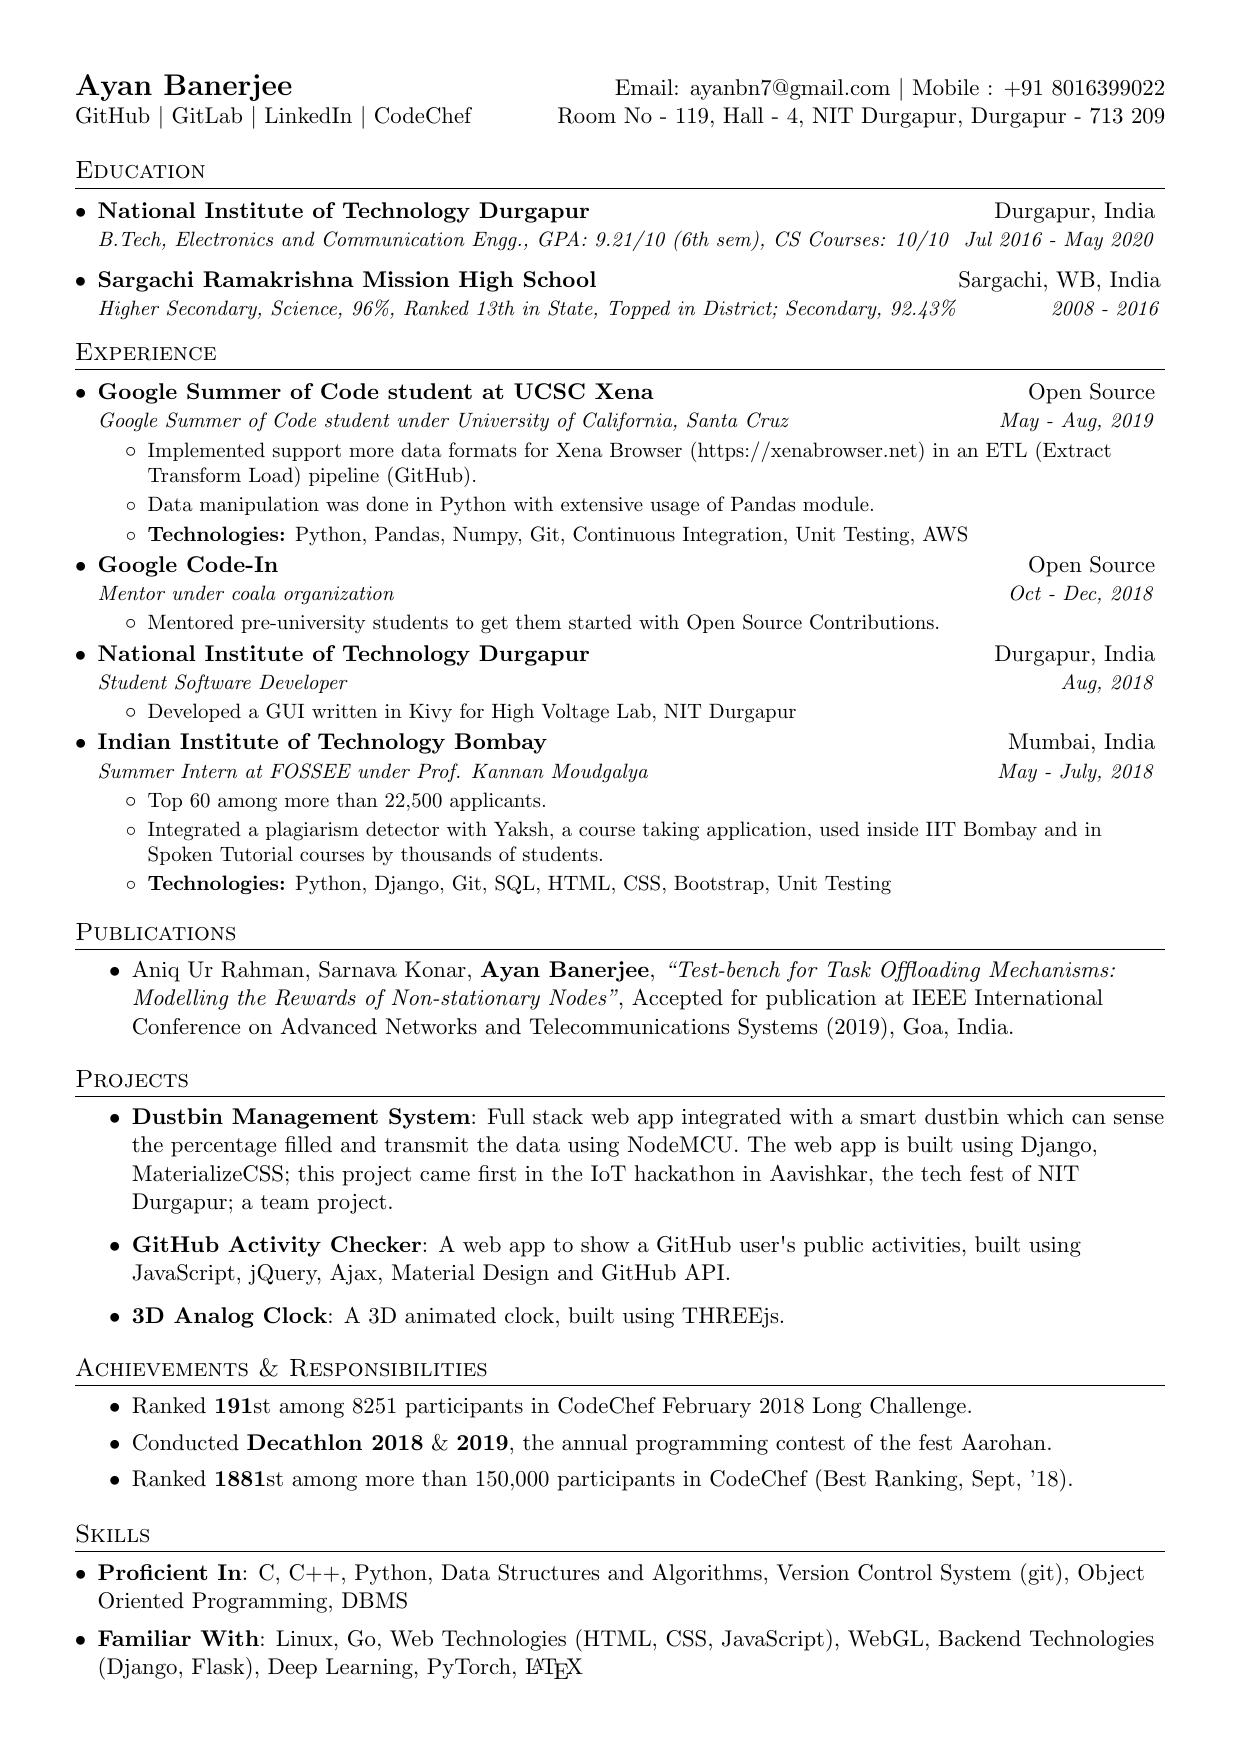 Ayan Banerjee Email: ayanbn7@gmail.com | Mobile : +91 8016399022
GitHub | GitLab | LinkedIn | CodeChef Room No - 119, Hall - 4, NIT Durgapur, Durgapur - 713 209
Education
• National Institute of Technology Durgapur Durgapur, India
B.Tech, Electronics and Communication Engg., GPA: 9.21/10 (6th sem), CS Courses: 10/10 Jul 2016 - May 2020
• Sargachi Ramakrishna Mission High School Sargachi, WB, India
Higher Secondary, Science, 96%, Ranked 13th in State, Topped in District; Secondary, 92.43% 2008 - 2016
Experience
• Google Summer of Code student at UCSC Xena Open Source
Google Summer of Code student under University of California, Santa Cruz May - Aug, 2019
◦ Implemented support more data formats for Xena Browser (https://xenabrowser.net) in an ETL (Extract
Transform Load) pipeline (GitHub).
◦ Data manipulation was done in Python with extensive usage of Pandas module.
◦ Technologies: Python, Pandas, Numpy, Git, Continuous Integration, Unit Testing, AWS
• Google Code-In Open Source
Mentor under coala organization Oct - Dec, 2018
◦ Mentored pre-university students to get them started with Open Source Contributions.
• National Institute of Technology Durgapur Durgapur, India
Student Software Developer Aug, 2018
◦ Developed a GUI written in Kivy for High Voltage Lab, NIT Durgapur
• Indian Institute of Technology Bombay Mumbai, India
Summer Intern at FOSSEE under Prof. Kannan Moudgalya May - July, 2018
◦ Top 60 among more than 22,500 applicants.
◦ Integrated a plagiarism detector with Yaksh, a course taking application, used inside IIT Bombay and in
Spoken Tutorial courses by thousands of students.
◦ Technologies: Python, Django, Git, SQL, HTML, CSS, Bootstrap, Unit Testing
Publications
• Aniq Ur Rahman, Sarnava Konar, Ayan Banerjee, “Test-bench for Task Offloading Mechanisms:
Modelling the Rewards of Non-stationary Nodes”, Accepted for publication at IEEE International
Conference on Advanced Networks and Telecommunications Systems (2019), Goa, India.
Projects
• Dustbin Management System: Full stack web app integrated with a smart dustbin which can sense
the percentage filled and transmit the data using NodeMCU. The web app is built using Django,
MaterializeCSS; this project came first in the IoT hackathon in Aavishkar, the tech fest of NIT
Durgapur; a team project.
• GitHub Activity Checker: A web app to show a GitHub user's public activities, built using
JavaScript, jQuery, Ajax, Material Design and GitHub API.
• 3D Analog Clock: A 3D animated clock, built using THREEjs.
Achievements & Responsibilities
• Ranked 191st among 8251 participants in CodeChef February 2018 Long Challenge.
• Conducted Decathlon 2018 & 2019, the annual programming contest of the fest Aarohan.
• Ranked 1881st among more than 150,000 participants in CodeChef (Best Ranking, Sept, ’18).
Skills
• Proficient In: C, C++, Python, Data Structures and Algorithms, Version Control System (git), Object
Oriented Programming, DBMS
• Familiar With: Linux, Go, Web Technologies (HTML, CSS, JavaScript), WebGL, Backend Technologies
(Django, Flask), Deep Learning, PyTorch, LATEX